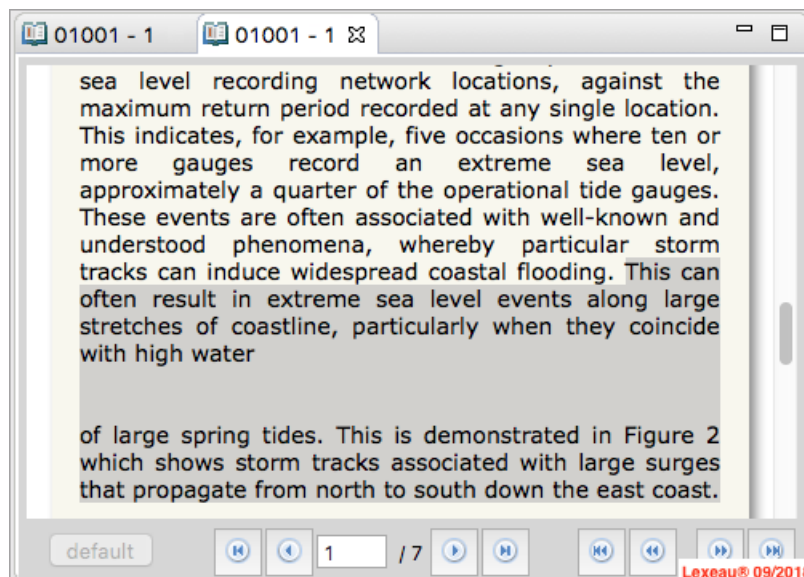 01001 - 1
01001 - 1
sea level recording network locations, against the
maximum return period recorded at any single location.
This indicates, for example, five occasions where ten or
more gauges record an extreme sea level,
approximately a quarter of the operational tide gauges.
These events are often associated with well-known and
understood phenomena, whereby particular storm
tracks can induce widespread coastal flooding. This can
often result in extreme sea level events along large
stretches of coastline, particularly when they coincide
with high water
of large spring tides. This is demonstrated in Figure 2
which shows storm tracks associated with large surges
that propagate from north to south down the east coast.
default 1 / 7
Lexeau® 09/2018